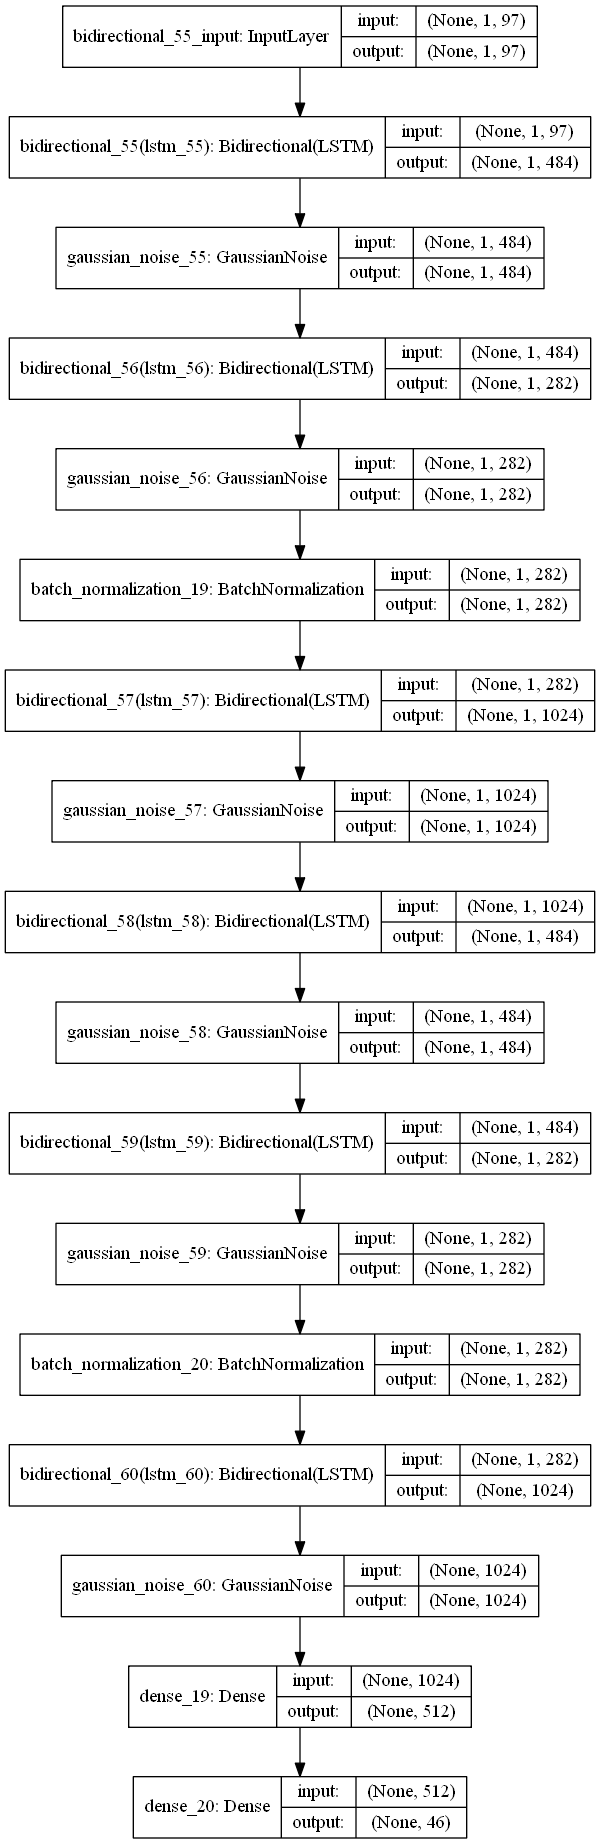 bidirectional_55_input: InputLayer
input: (None, 1, 97)
output: (None, 1, 97)
bidirectional_55(lstm_55): Bidirectional(LSTM)
input: (None, 1, 97)
output: (None, 1, 484)
gaussian_noise_55: GaussianNoise
input: (None, 1, 484)
output: (None, 1, 484)
bidirectional_56(lstm_56): Bidirectional(LSTM)
input: (None, 1, 484)
output: (None, 1, 282)
gaussian_noise_56: GaussianNoise
input: (None, 1, 282)
output: (None, 1, 282)
batch_normalization_19: BatchNormalization
input: (None, 1, 282)
output: (None, 1, 282)
bidirectional_57(lstm_57): Bidirectional(LSTM)
input: (None, 1, 282)
output: (None, 1, 1024)
gaussian_noise_57: GaussianNoise
input: (None, 1, 1024)
output: (None, 1, 1024)
bidirectional_58(lstm_58): Bidirectional(LSTM)
input: (None, 1, 1024)
output: (None, 1, 484)
gaussian_noise_58: GaussianNoise
input: (None, 1, 484)
output: (None, 1, 484)
bidirectional_59(lstm_59): Bidirectional(LSTM)
input: (None, 1, 484)
output: (None, 1, 282)
gaussian_noise_59: GaussianNoise
input: (None, 1, 282)
output: (None, 1, 282)
batch_normalization_20: BatchNormalization
input: (None, 1, 282)
output: (None, 1, 282)
bidirectional_60(lstm_60): Bidirectional(LSTM)
input: (None, 1, 282)
output: (None, 1024)
gaussian_noise_60: GaussianNoise
input: (None, 1024)
output: (None, 1024)
dense_19: Dense
input: (None, 1024)
output: (None, 512)
dense_20: Dense
input: (None, 512)
output: (None, 46)